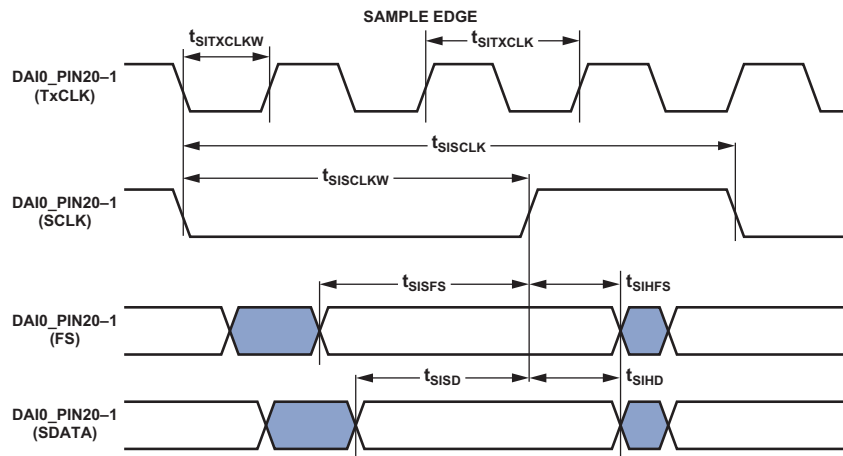 SAMPLE EDGE
tSITXCLKW
tSITXCLK
DAI0_PIN20–1
(TxCLK)
tSISCLK
tSISCLKW
DAI0_PIN20–1
(SCLK)
tSISFS
tSIHFS
DAI0_PIN20–1
(FS)
tSISD
tSIHD
DAI0_PIN20–1
(SDATA)